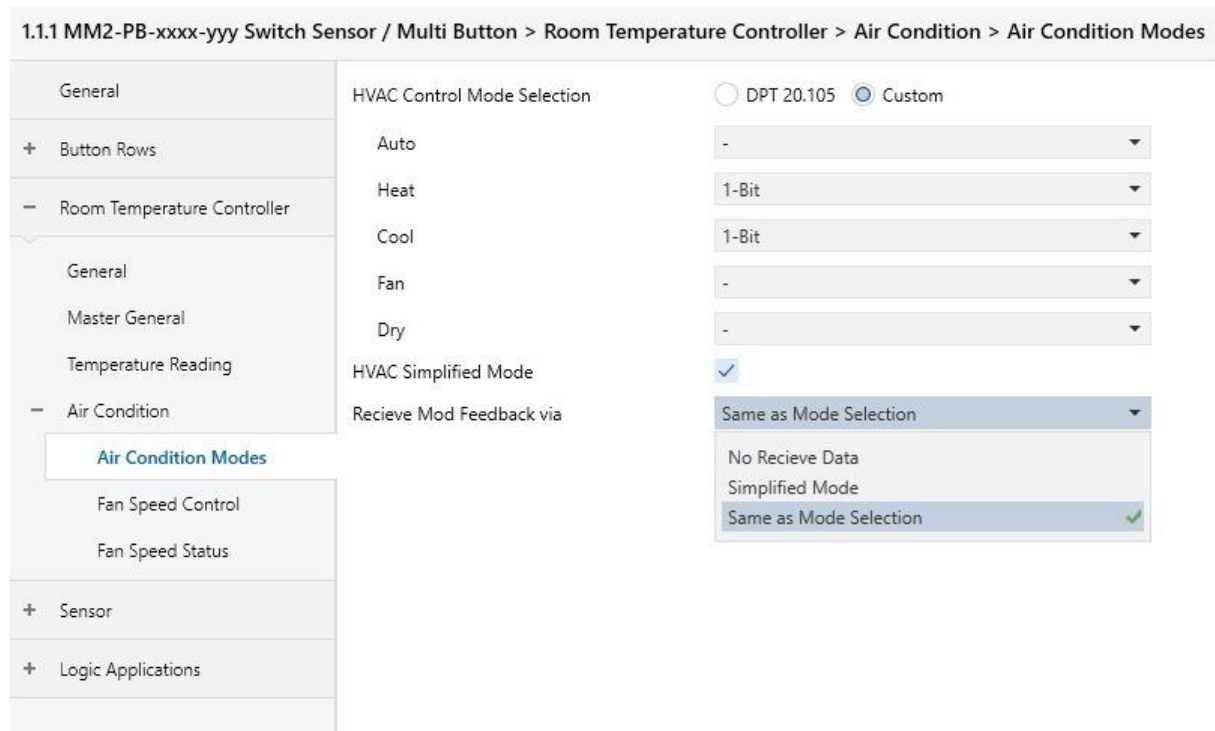 1.1.1 MM2-PB-xxxx-yyy Switch Sensor / Multi Button > Room Temperature Controller > Air Condition > Air Condition Modes
General
+ Button Rows
− Room Temperature Controller
General
Master General
Temperature Reading
− Air Condition
Air Condition Modes
Fan Speed Control
Fan Speed Status
+ Sensor
+ Logic Applications
HVAC Control Mode Selection DPT 20.105 Custom
Auto -
Heat 1-Bit
Cool 1-Bit
Fan -
Dry -
HVAC Simplified Mode
Recieve Mod Feedback via Same as Mode Selection
No Recieve Data
Simplified Mode
Same as Mode Selection